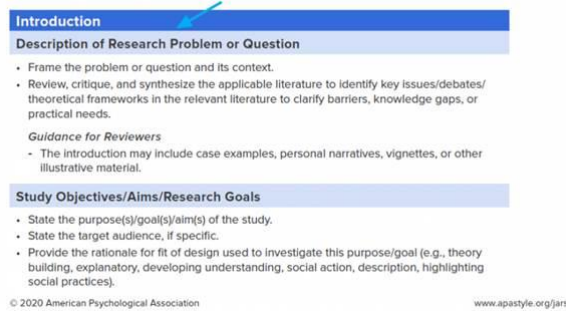 Introduction
Description of Research Problem or Question
• Frame the problem or question and its context.
• Review, critique, and synthesize the applicable literature to identify key issues/debates/
theoretical frameworks in the relevant literature to clarify barriers, knowledge gaps, or
practical needs.
Guidance for Reviewers
- The introduction may include case examples, personal narratives, vignettes, or other
illustrative material.
Study Objectives/Aims/Research Goals
• State the purpose(s)/goal(s)/aim(s) of the study.
• State the target audience, if specific.
• Provide the rationale for fit of design used to investigate this purpose/goal (e.g., theory
building, explanatory, developing understanding, social action, description, highlighting
social practices).
© 2020 American Psychological Association www.apastyle.org/jars